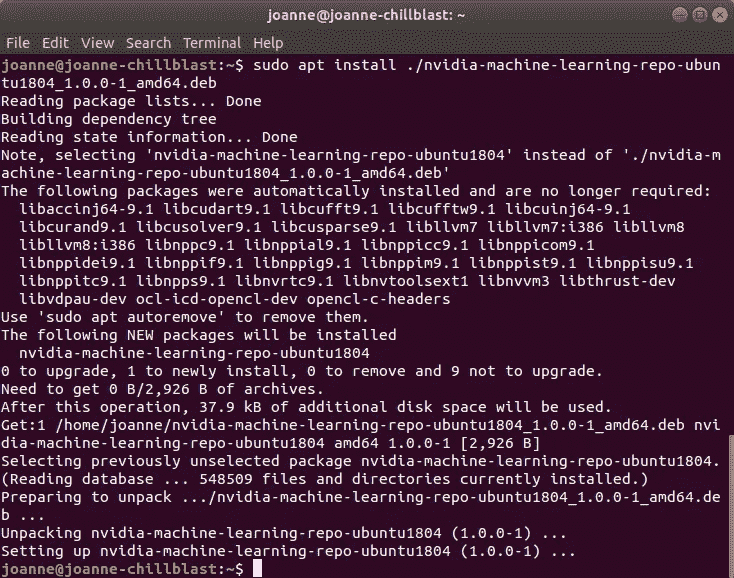 joanne@joanne-chillblast: ~
File Edit View Search Terminal Help
joanne@joanne-chillblast:~$ sudo apt install ./nvidia-machine-learning-repo-ubun
tu1804_1.0.0-1_amd64.deb
Reading package lists... Done
Building dependency tree
Reading state information... Done
Note, selecting 'nvidia-machine-learning-repo-ubuntu1804' instead of './nvidia-m
achine-learning-repo-ubuntu1804_1.0.0-1_amd64.deb'
The following packages were automatically installed and are no longer required:
  libaccinj64-9.1 libcudart9.1 libcufft9.1 libcufftw9.1 libcuinj64-9.1
  libcurand9.1 libcusolver9.1 libcusparse9.1 libllvm7 libllvm7:i386 libllvm8
  libllvm8:i386 libnppc9.1 libnppial9.1 libnppicc9.1 libnppicom9.1
  libnppidei9.1 libnppif9.1 libnppig9.1 libnppim9.1 libnppist9.1 libnppisu9.1
  libnppitc9.1 libnpps9.1 libnvrtc9.1 libnvtoolsext1 libnvvm3 libthrust-dev
  libvdpau-dev ocl-icd-opencl-dev opencl-c-headers
Use 'sudo apt autoremove' to remove them.
The following NEW packages will be installed
  nvidia-machine-learning-repo-ubuntu1804
0 to upgrade, 1 to newly install, 0 to remove and 9 not to upgrade.
Need to get 0 B/2,926 B of archives.
After this operation, 37.9 kB of additional disk space will be used.
Get:1 /home/joanne/nvidia-machine-learning-repo-ubuntu1804_1.0.0-1_amd64.deb nvi
dia-machine-learning-repo-ubuntu1804 amd64 1.0.0-1 [2,926 B]
Selecting previously unselected package nvidia-machine-learning-repo-ubuntu1804.
(Reading database ... 548509 files and directories currently installed.)
Preparing to unpack .../nvidia-machine-learning-repo-ubuntu1804_1.0.0-1_amd64.de
b ...
Unpacking nvidia-machine-learning-repo-ubuntu1804 (1.0.0-1) ...
Setting up nvidia-machine-learning-repo-ubuntu1804 (1.0.0-1) ...
joanne@joanne-chillblast:~$